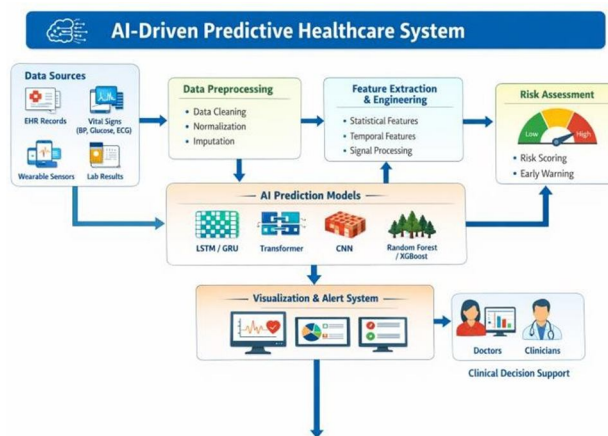 AI-Driven Predictive Healthcare System
Data Sources
EHR Records
Vital Signs
(BP, Glucose, ECG)
Wearable Sensors
Lab Results
Data Preprocessing
• Data Cleaning
• Normalization
• Imputation
Feature Extraction
& Engineering
• Statistical Features
• Temporal Features
• Signal Processing
Risk Assessment
Low
High
• Risk Scoring
• Early Warning
AI Prediction Models
LSTM / GRU
Transformer
CNN
Random Forest
/ XGBoost
Visualization & Alert System
Doctors
Clinicians
Clinical Decision Support